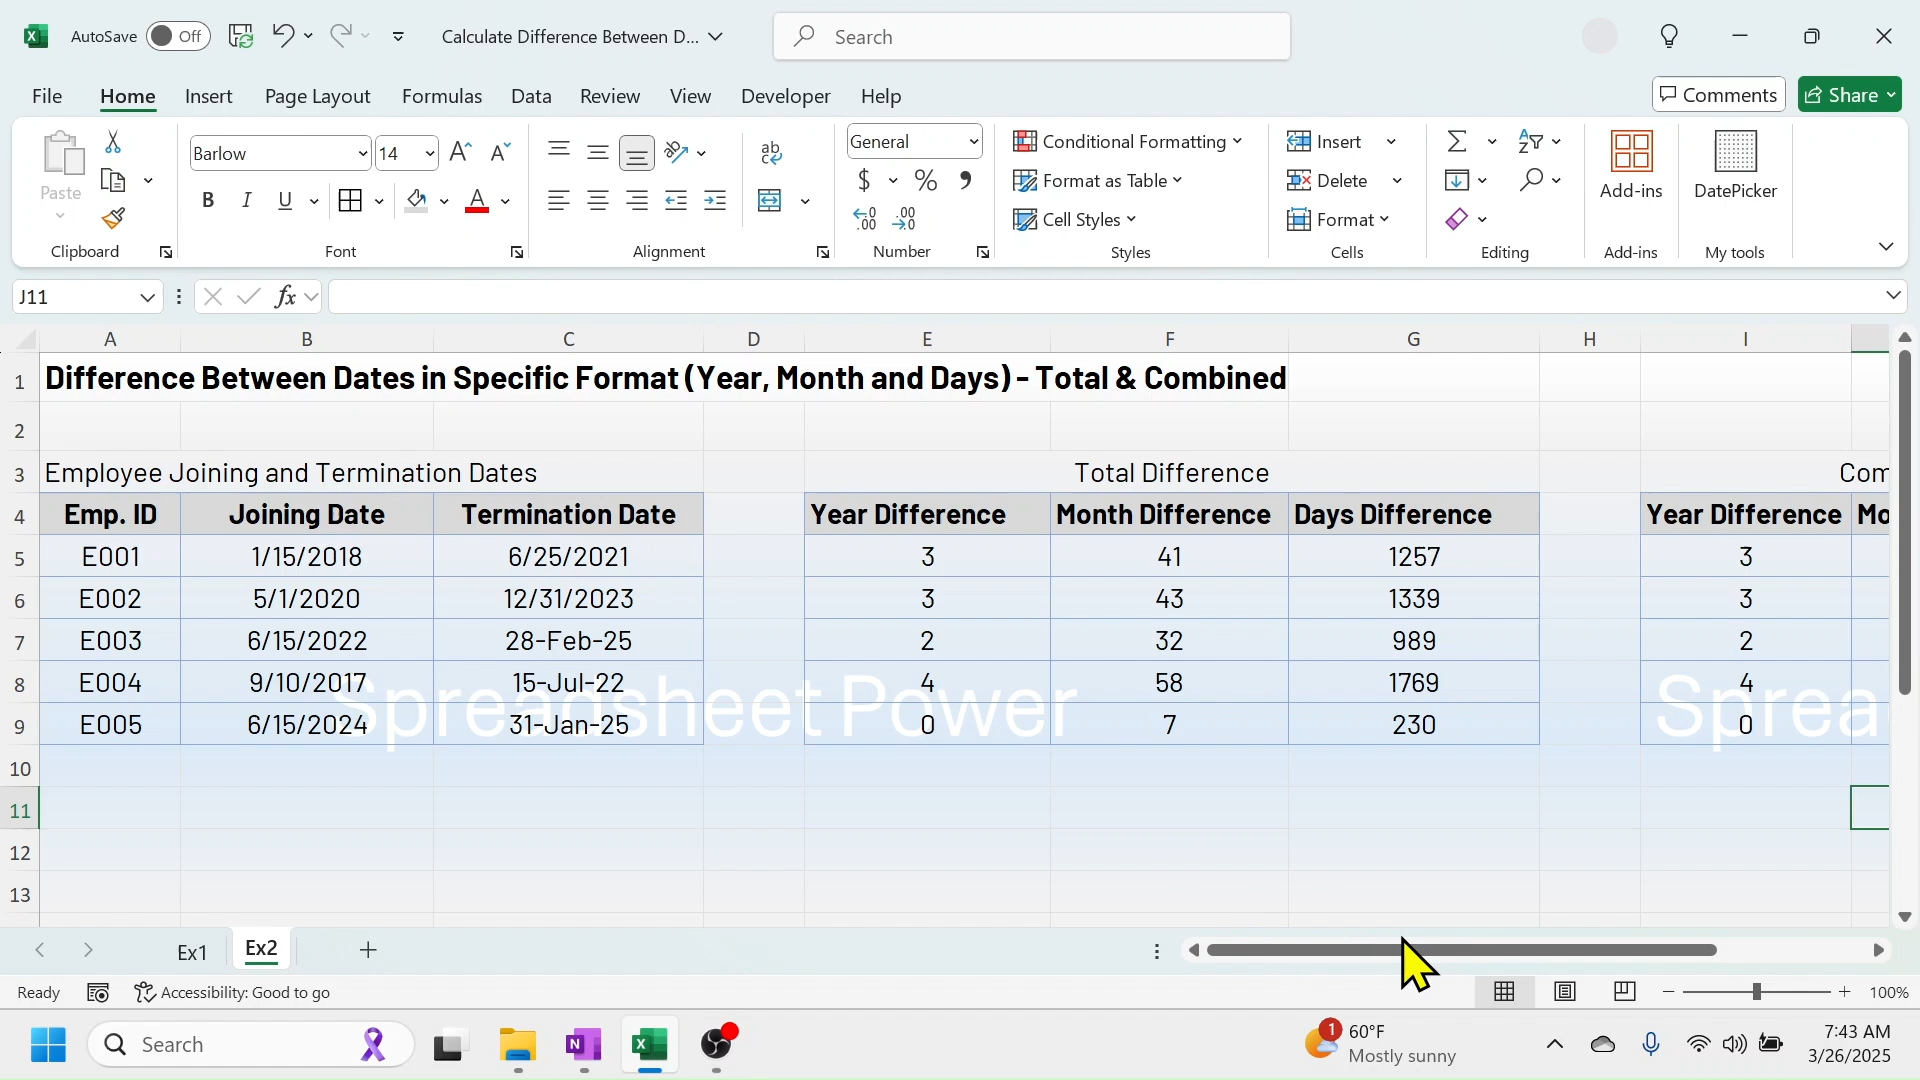 AutoSave Off Calculate Difference Between D... Search
File Home Insert Page Layout Formulas Data Review View Developer Help Comments Share
Paste Barlow 14 General Conditional Formatting Format as Table Cell Styles Insert Delete Format Add-ins DatePicker
Clipboard Font Alignment Number Styles Cells Editing Add-ins My tools
J11 fx
A B C D E F G H I
1 Difference Between Dates in Specific Format (Year, Month and Days) - Total & Combined
2
3 Employee Joining and Termination Dates Total Difference Com
4 Emp. ID Joining Date Termination Date Year Difference Month Difference Days Difference Year Difference Mo
5 E001 1/15/2018 6/25/2021 3 41 1257 3
6 E002 5/1/2020 12/31/2023 3 43 1339 3
7 E003 6/15/2022 28-Feb-25 2 32 989 2
8 E004 9/10/2017 15-Jul-22 4 58 1769 4
Spreadsheet Power Sprea
9 E005 6/15/2024 31-Jan-25 0 7 230 0
10
11
12
13
Ex1 Ex2
Ready Accessibility: Good to go 100%
Search 1 60°F Mostly sunny 7:43 AM
3/26/2025